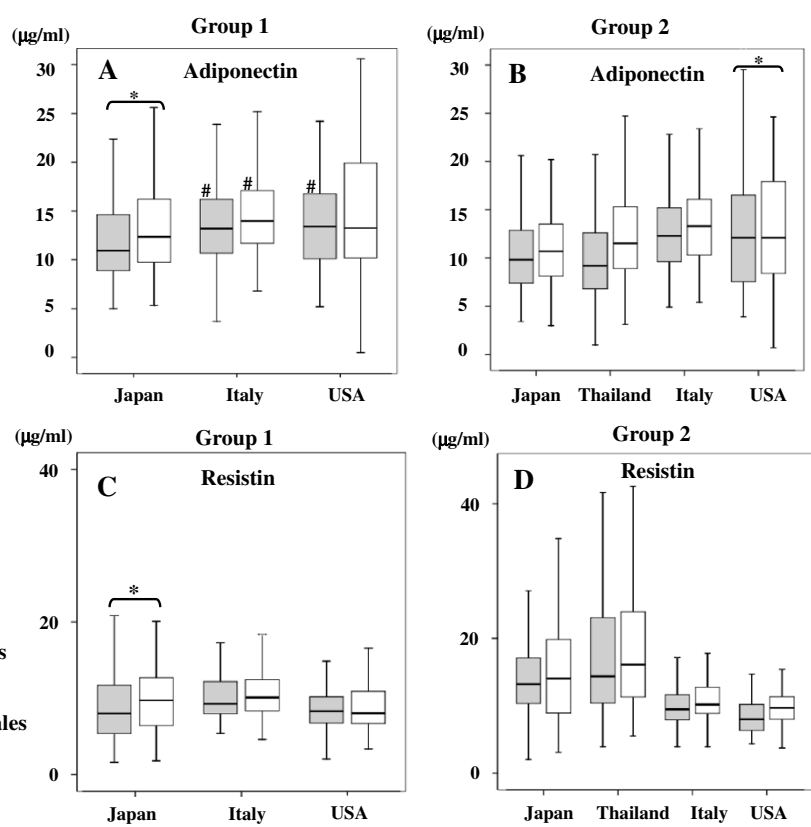 Group 1
(μg/ml)
A
Adiponectin
*
#
#
#
30
25
20
15
10
5
0
Japan Italy USA
Group 2
(μg/ml)
B
Adiponectin
*
30
25
20
15
10
5
0
Japan Thailand Italy USA
Group 1
(μg/ml)
C
Resistin
*
40
20
0
Japan Italy USA
Group 2
(μg/ml)
D
Resistin
40
20
0
Japan Thailand Italy USA